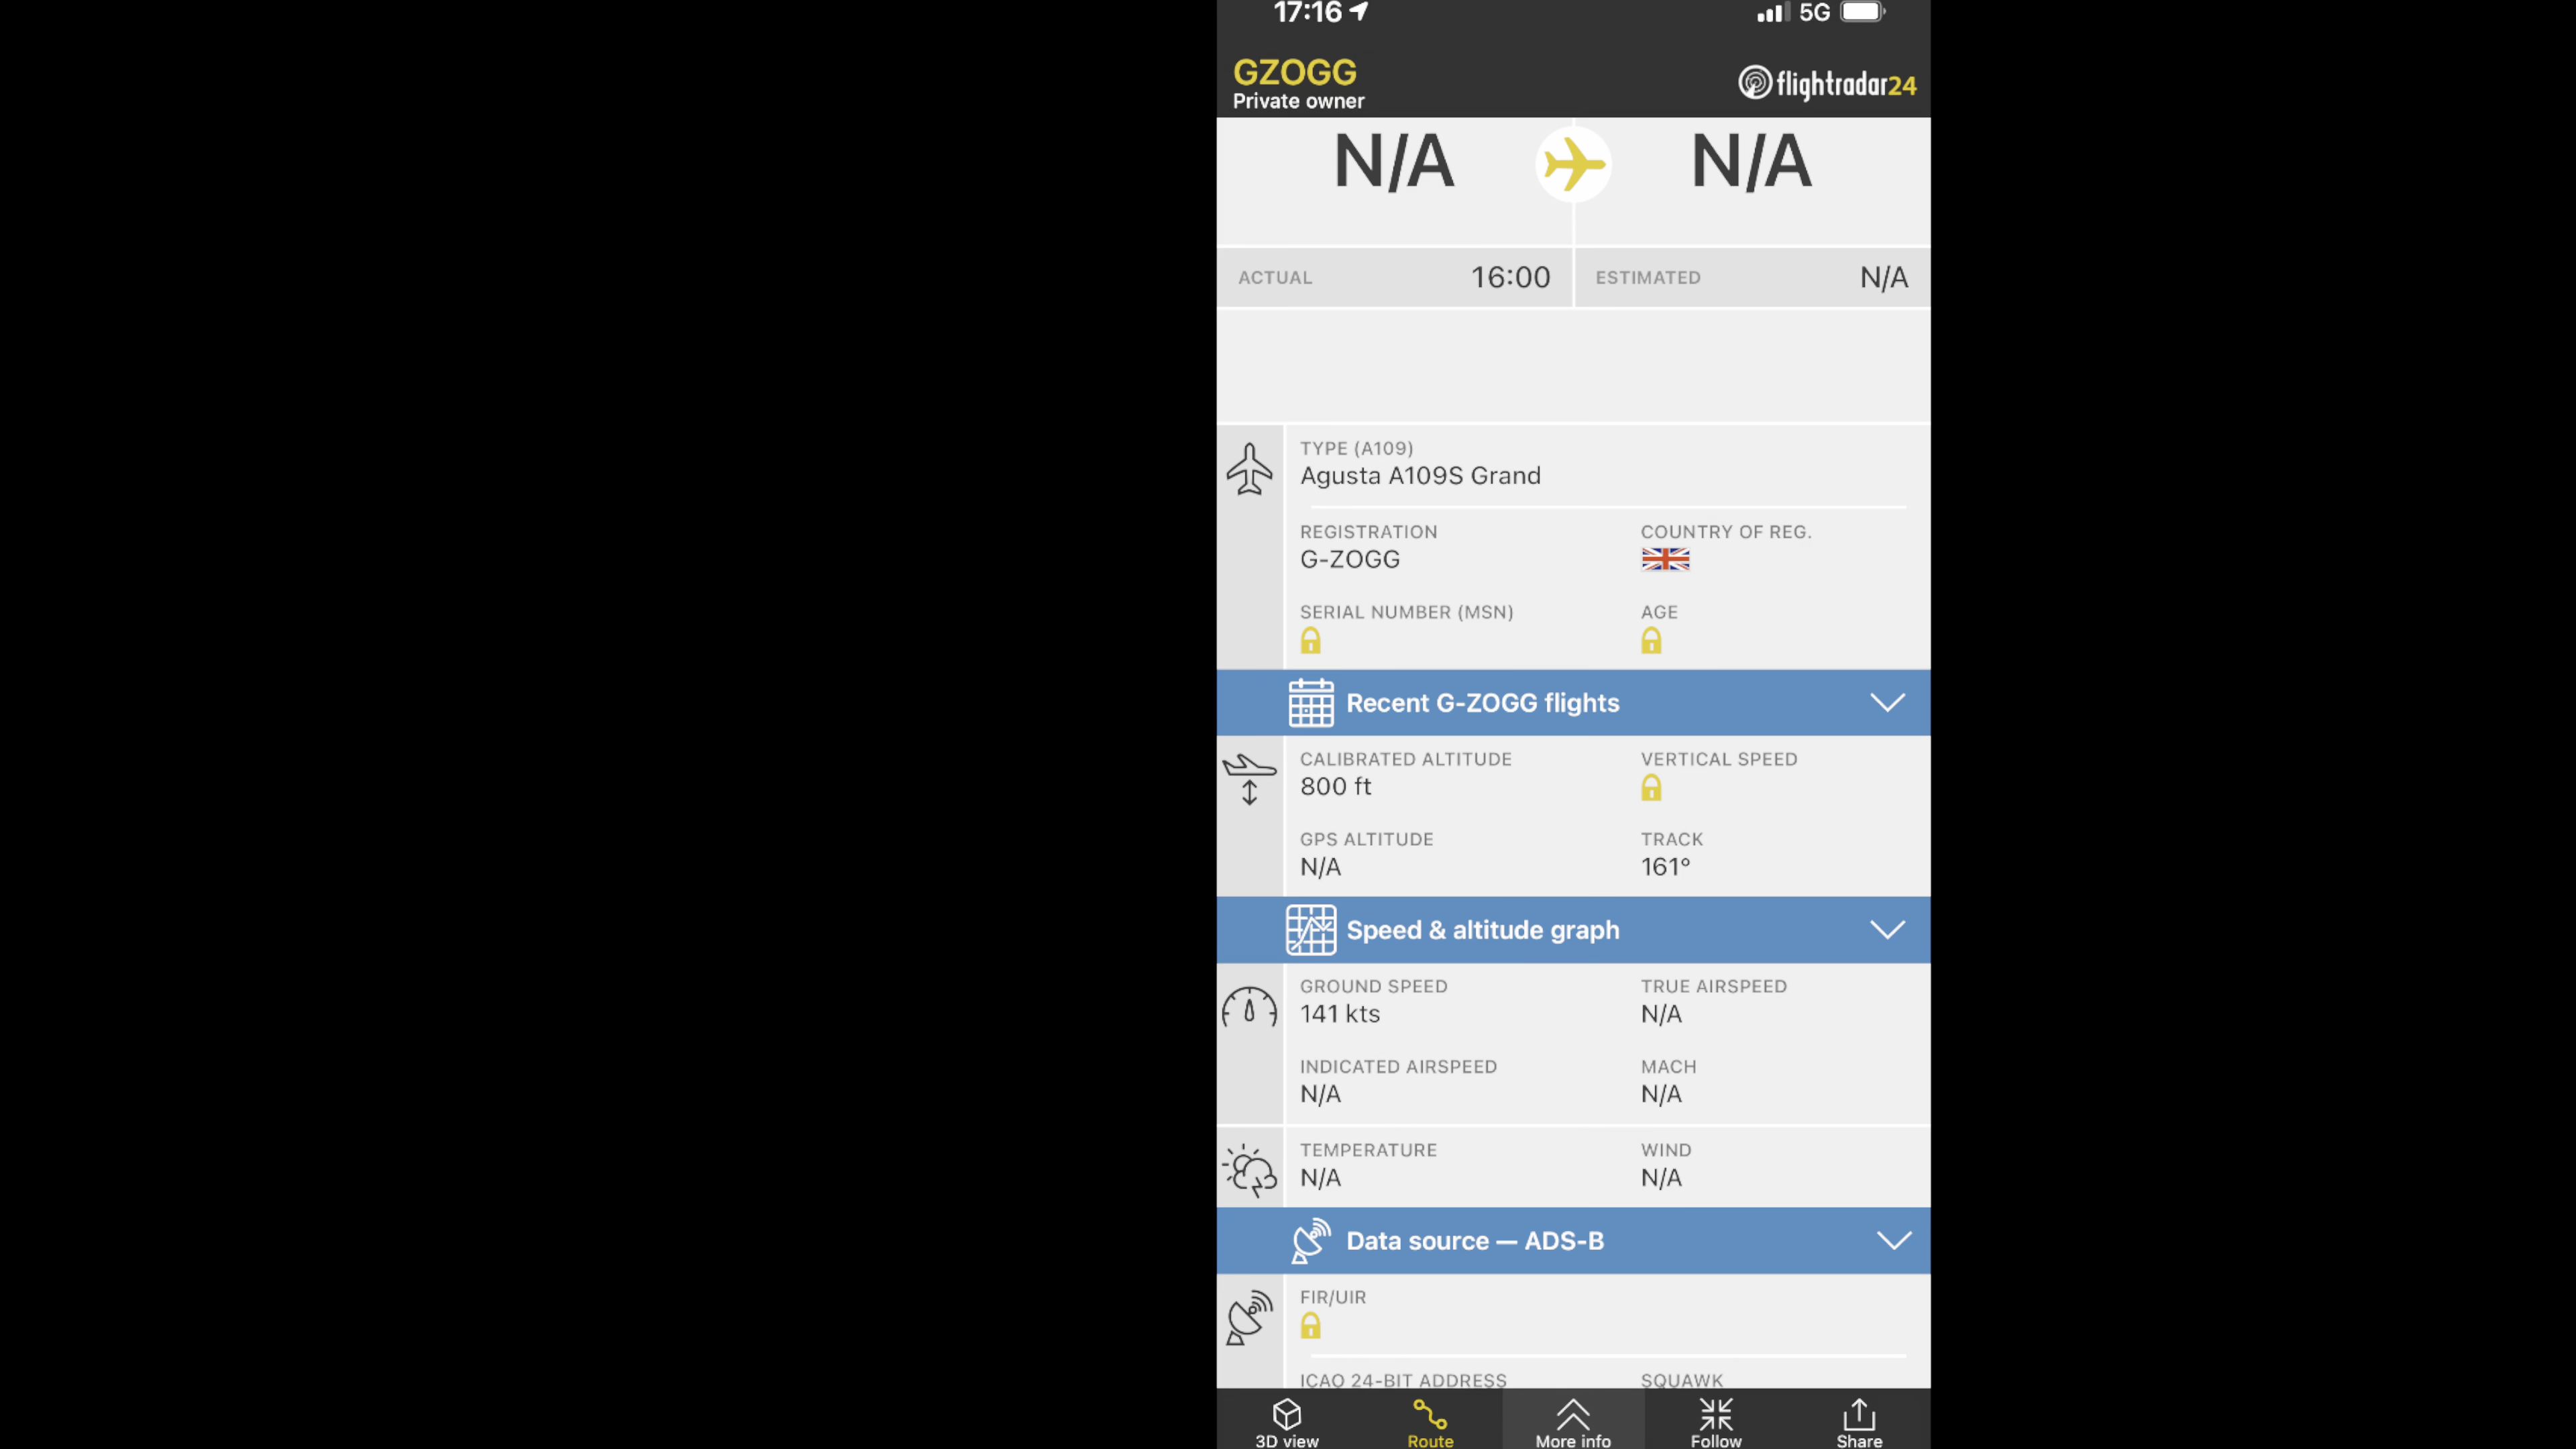 17:16 5G
GZOGG
Private owner
flightradar24
N/A N/A
ACTUAL 16:00 ESTIMATED N/A
TYPE (A109)
Agusta A109S Grand
REGISTRATION COUNTRY OF REG.
G-ZOGG
SERIAL NUMBER (MSN) AGE
Recent G-ZOGG flights
CALIBRATED ALTITUDE VERTICAL SPEED
800 ft
GPS ALTITUDE TRACK
N/A 161°
Speed & altitude graph
GROUND SPEED TRUE AIRSPEED
141 kts N/A
INDICATED AIRSPEED MACH
N/A N/A
TEMPERATURE WIND
N/A N/A
Data source — ADS-B
FIR/UIR
ICAO 24-BIT ADDRESS SQUAWK
3D view Route More info Follow Share